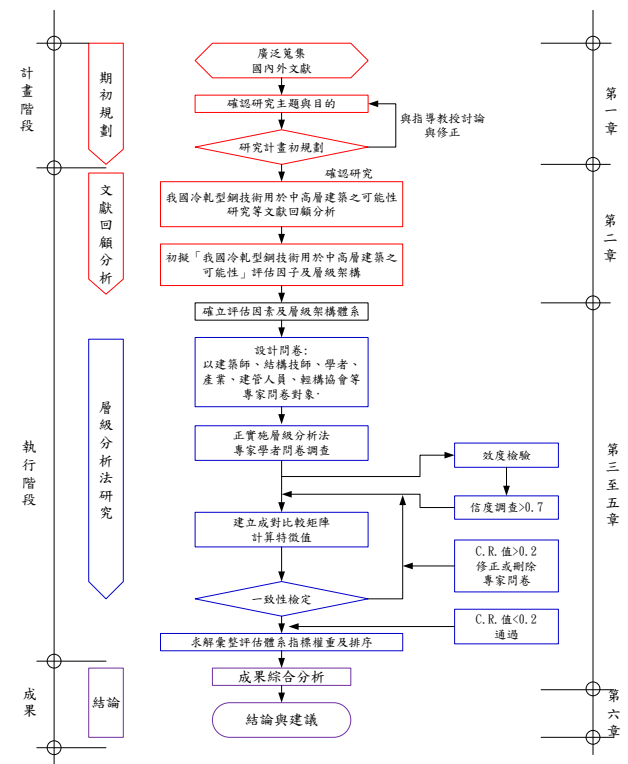 計畫階段
期初規劃
廣泛蒐集
國內外文獻
確認研究主題與目的
與指導教授討論
與修正
研究計畫初規劃
確認研究
第一章
文獻回顧分析
我國冷軋型鋼技術用於中高層建築之可能性
研究等文獻回顧分析
初擬「我國冷軋型鋼技術用於中高層建築之
可能性」評估因子及層級架構
第二章
執行階段
層級分析法研究
確立評估因素及層級架構體系
設計問卷:
以建築師、結構技師、學者、
產業、建管人員、輕構協會等
專家問卷對象.
正實施層級分析法
專家學者問卷調查
效度檢驗
信度調查>0.7
建立成對比較矩陣
計算特徵值
C.R.值>0.2
修正或刪除
專家問卷
一致性檢定
C.R.值<0.2
通過
求解彙整評估體系指標權重及排序
第三至五章
成果
結論
成果綜合分析
結論與建議
第六章